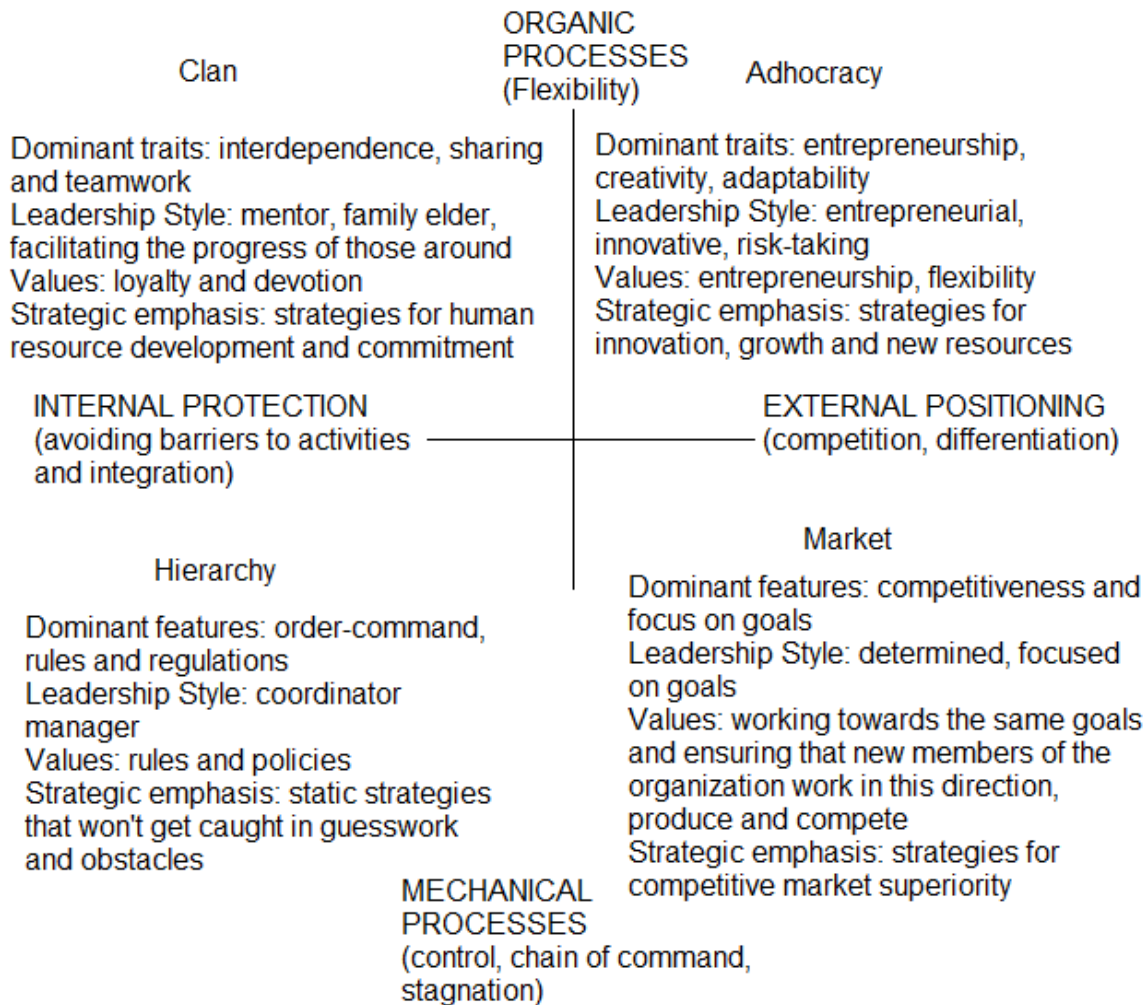 ORGANIC
PROCESSES
(Flexibility)
Clan
Adhocracy
Dominant traits: interdependence, sharing
and teamwork
Leadership Style: mentor, family elder,
facilitating the progress of those around
Values: loyalty and devotion
Strategic emphasis: strategies for human
resource development and commitment
Dominant traits: entrepreneurship,
creativity, adaptability
Leadership Style: entrepreneurial,
innovative, risk-taking
Values: entrepreneurship, flexibility
Strategic emphasis: strategies for
innovation, growth and new resources
INTERNAL PROTECTION
(avoiding barriers to activities
and integration)
EXTERNAL POSITIONING
(competition, differentiation)
Hierarchy
Dominant features: order-command,
rules and regulations
Leadership Style: coordinator
manager
Values: rules and policies
Strategic emphasis: static strategies
that won't get caught in guesswork
and obstacles
Market
Dominant features: competitiveness and
focus on goals
Leadership Style: determined, focused
on goals
Values: working towards the same goals
and ensuring that new members of the
organization work in this direction,
produce and compete
Strategic emphasis: strategies for
competitive market superiority
MECHANICAL
PROCESSES
(control, chain of command,
stagnation)